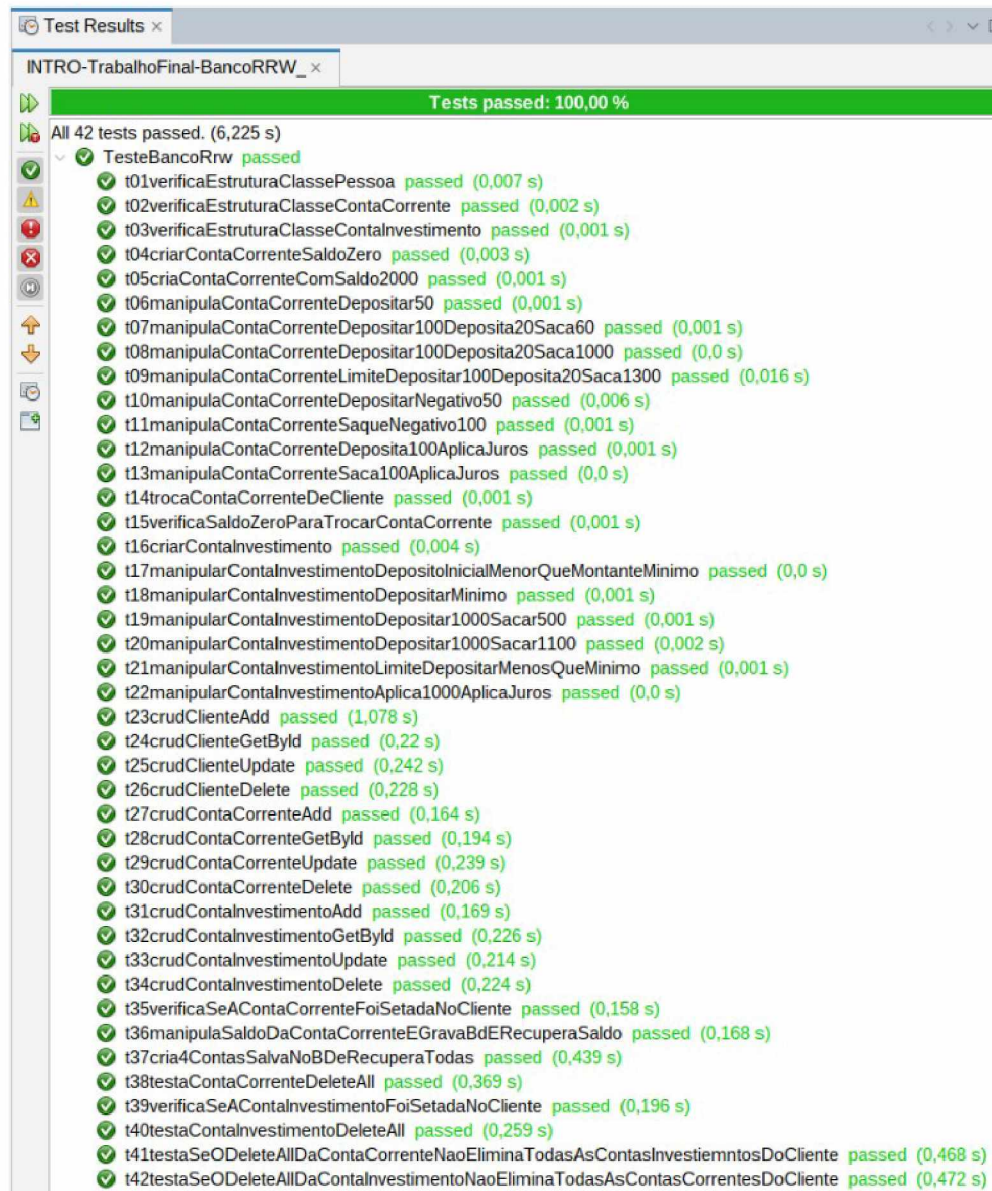 Test Results ×
INTRO-TrabalhoFinal-BancoRRW_ ×
Tests passed: 100,00 %
All 42 tests passed. (6,225 s)
TesteBancoRrw passed
t01verificaEstruturaClassePessoa passed (0,007 s)
t02verificaEstruturaClasseContaCorrente passed (0,002 s)
t03verificaEstruturaClasseContaInvestimento passed (0,001 s)
t04criarContaCorrenteSaldoZero passed (0,003 s)
t05criaContaCorrenteComSaldo2000 passed (0,001 s)
t06manipulaContaCorrenteDepositar50 passed (0,001 s)
t07manipulaContaCorrenteDepositar100Deposita20Saca60 passed (0,001 s)
t08manipulaContaCorrenteDepositar100Deposita20Saca1000 passed (0,0 s)
t09manipulaContaCorrenteLimiteDepositar100Deposita20Saca1300 passed (0,016 s)
t10manipulaContaCorrenteDepositarNegativo50 passed (0,006 s)
t11manipulaContaCorrenteSaqueNegativo100 passed (0,001 s)
t12manipulaContaCorrenteDeposita100AplicaJuros passed (0,001 s)
t13manipulaContaCorrenteSaca100AplicaJuros passed (0,0 s)
t14trocaContaCorrenteDeCliente passed (0,001 s)
t15verificaSaldoZeroParaTrocarContaCorrente passed (0,001 s)
t16criarContaInvestimento passed (0,004 s)
t17manipularContaInvestimentoDepositoInicialMenorQueMontanteMinimo passed (0,0 s)
t18manipularContaInvestimentoDepositarMinimo passed (0,001 s)
t19manipularContaInvestimentoDepositar1000Sacar500 passed (0,001 s)
t20manipularContaInvestimentoDepositar1000Sacar1100 passed (0,002 s)
t21manipularContaInvestimentoLimiteDepositarMenosQueMinimo passed (0,001 s)
t22manipularContaInvestimentoAplica1000AplicaJuros passed (0,0 s)
t23crudClienteAdd passed (1,078 s)
t24crudClienteGetById passed (0,22 s)
t25crudClienteUpdate passed (0,242 s)
t26crudClienteDelete passed (0,228 s)
t27crudContaCorrenteAdd passed (0,164 s)
t28crudContaCorrenteGetById passed (0,194 s)
t29crudContaCorrenteUpdate passed (0,239 s)
t30crudContaCorrenteDelete passed (0,206 s)
t31crudContaInvestimentoAdd passed (0,169 s)
t32crudContaInvestimentoGetById passed (0,226 s)
t33crudContaInvestimentoUpdate passed (0,214 s)
t34crudContaInvestimentoDelete passed (0,224 s)
t35verificaSeAContaCorrenteFoiSetadaNoCliente passed (0,158 s)
t36manipulaSaldoDaContaCorrenteEGravaBdERecuperaSaldo passed (0,168 s)
t37cria4ContasSalvaNoBDeRecuperaTodas passed (0,439 s)
t38testaContaCorrenteDeleteAll passed (0,369 s)
t39verificaSeAContaInvestimentoFoiSetadaNoCliente passed (0,196 s)
t40testaContaInvestimentoDeleteAll passed (0,259 s)
t41testaSeODeleteAllDaContaCorrenteNaoEliminaTodasAsContasInvestiemntosDoCliente passed (0,468 s)
t42testaSeODeleteAllDaContaInvestimentoNaoEliminaTodasAsContasCorrentesDoCliente passed (0,472 s)